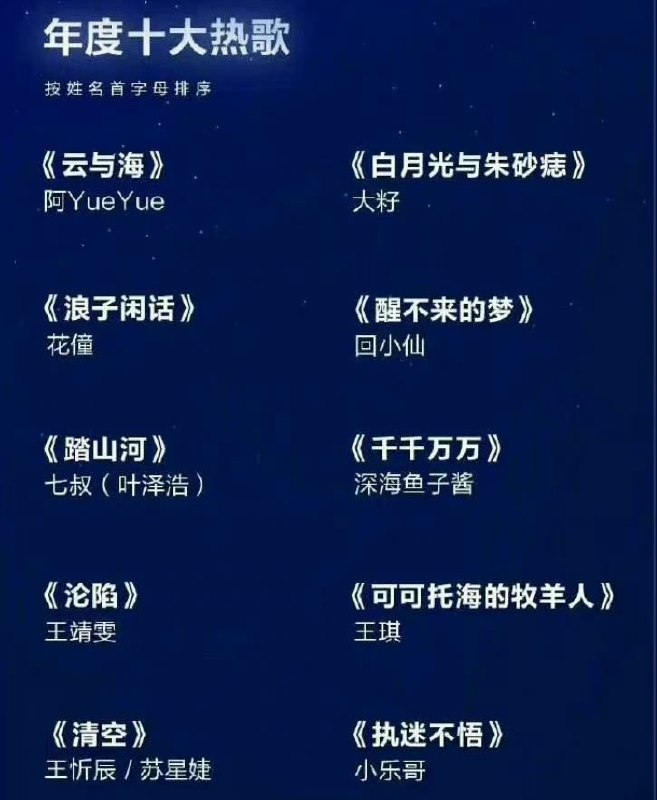 年度十大热歌
按姓名首字母排序
《云与海》
阿YueYue
《白月光与朱砂痣》
大籽
《浪子闲话》
花僮
《醒不来的梦》
回小仙
《踏山河》
七叔（叶泽浩）
《千千万万》
深海鱼子酱
《沦陷》
王靖雯
《可可托海的牧羊人》
王琪
《清空》
王忻辰 / 苏星婕
《执迷不悟》
小乐哥